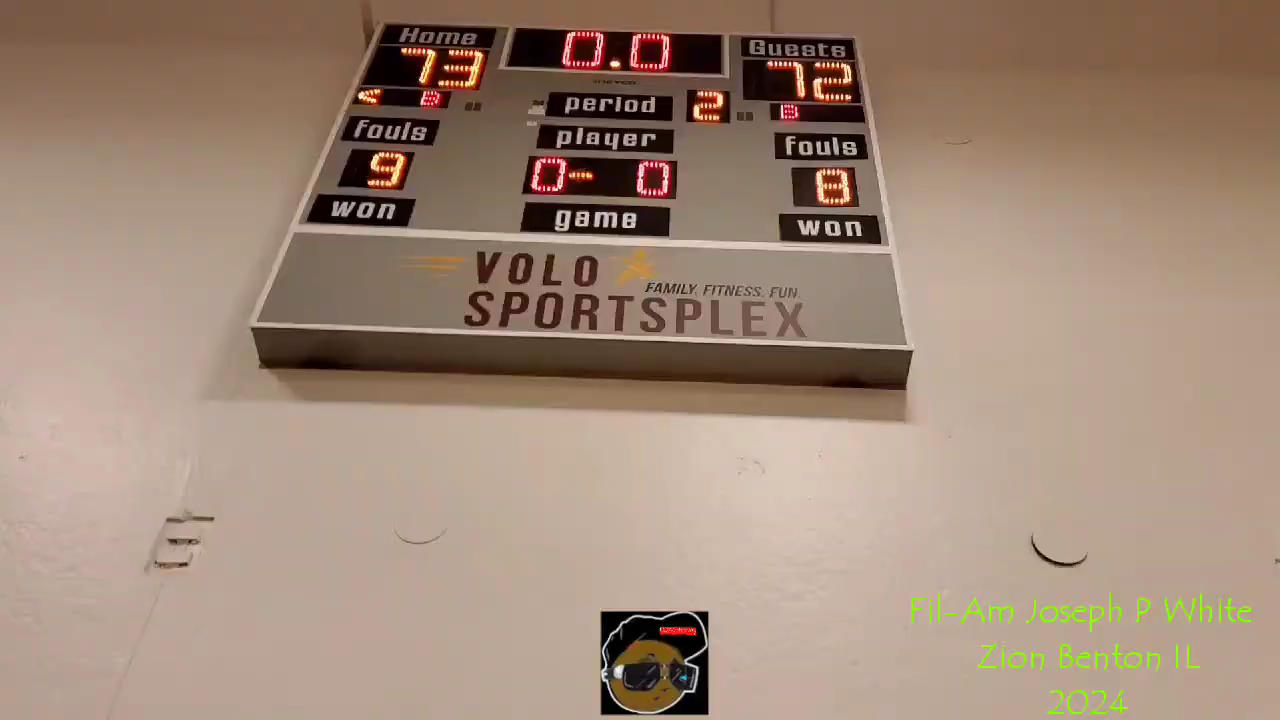 Home 0.0 Guests
73 72
< B period 2 B
fouls player fouls
9 0- 0 8
won game won
VOLO
FAMILY. FITNESS. FUN.
SPORTSPLEX
Fil-Am Joseph P White
Zion Benton IL
2024